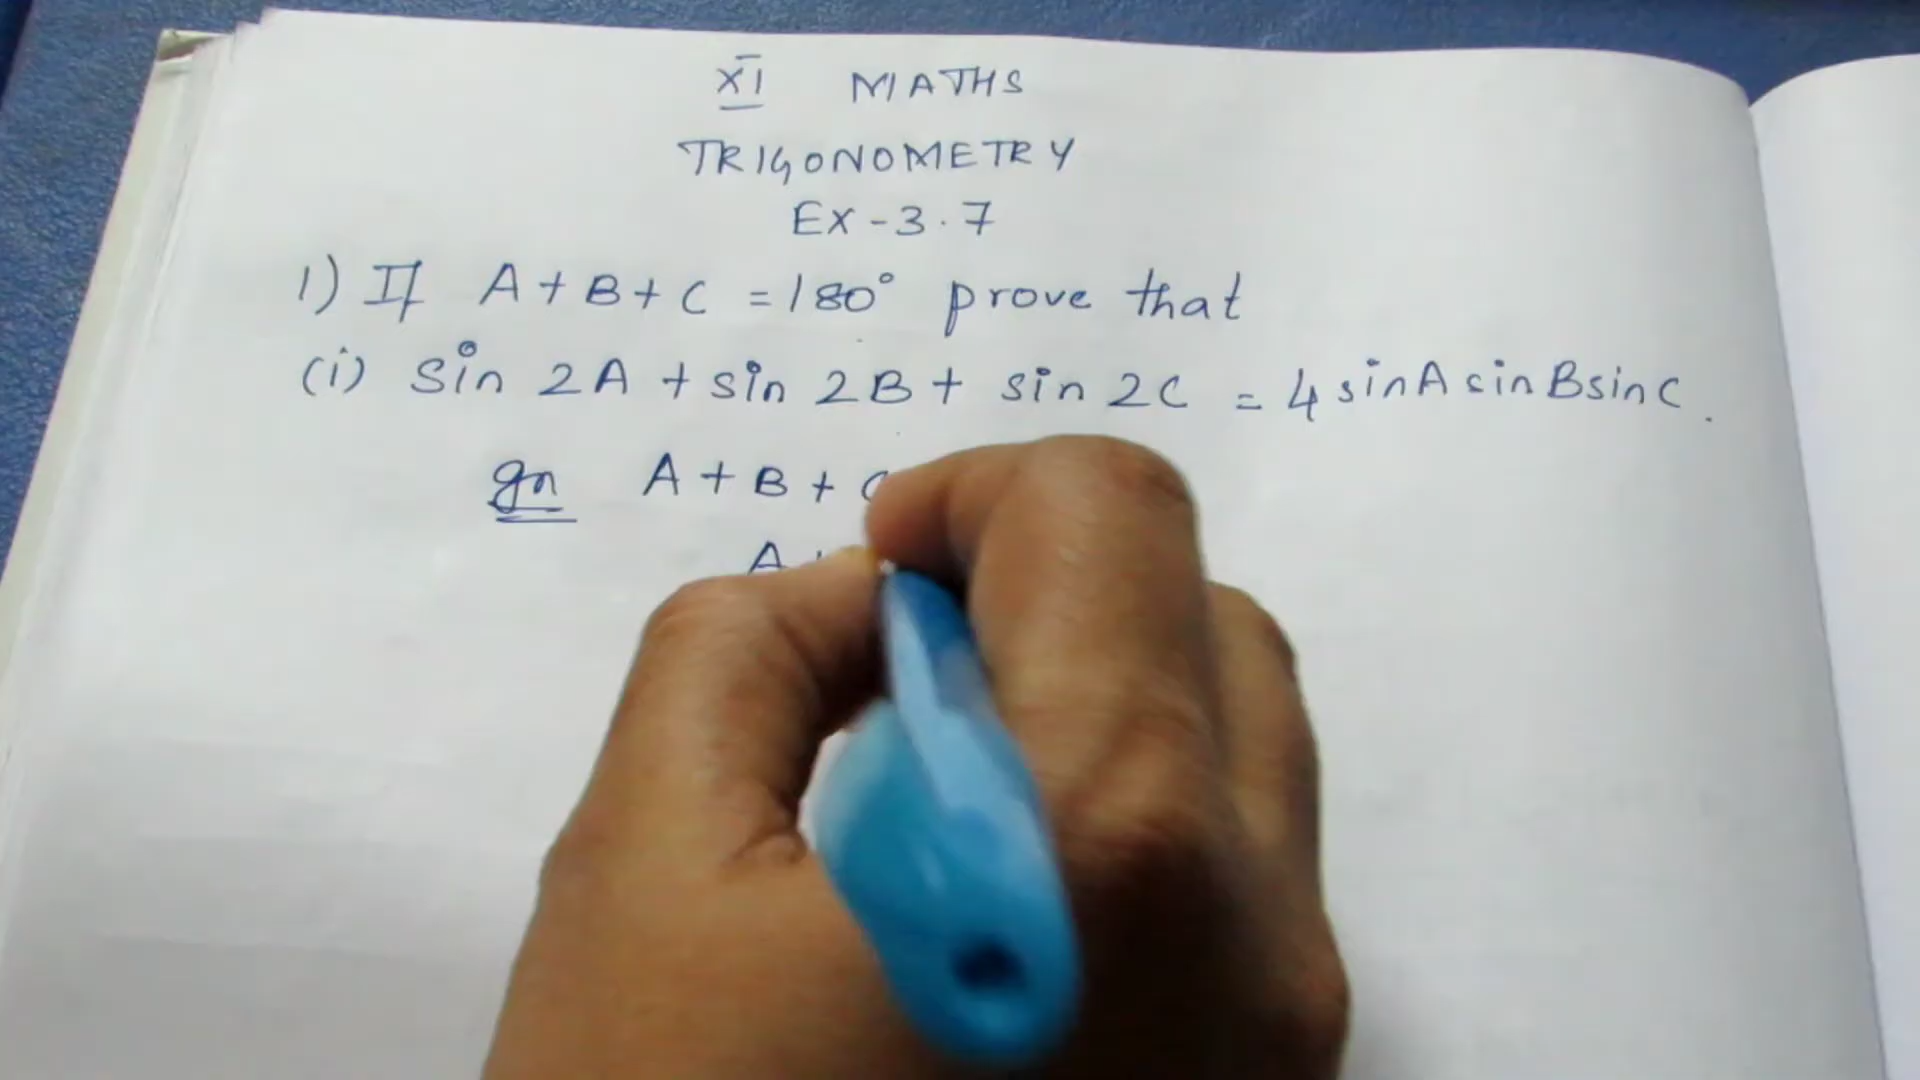 XI MATHS
TRIGONOMETRY
EX-3.7
1) If A+B+C = 180° prove that
(i) sin 2A + sin 2B + sin 2C = 4 sinA sinB sinC.
gn A + B + C
A +